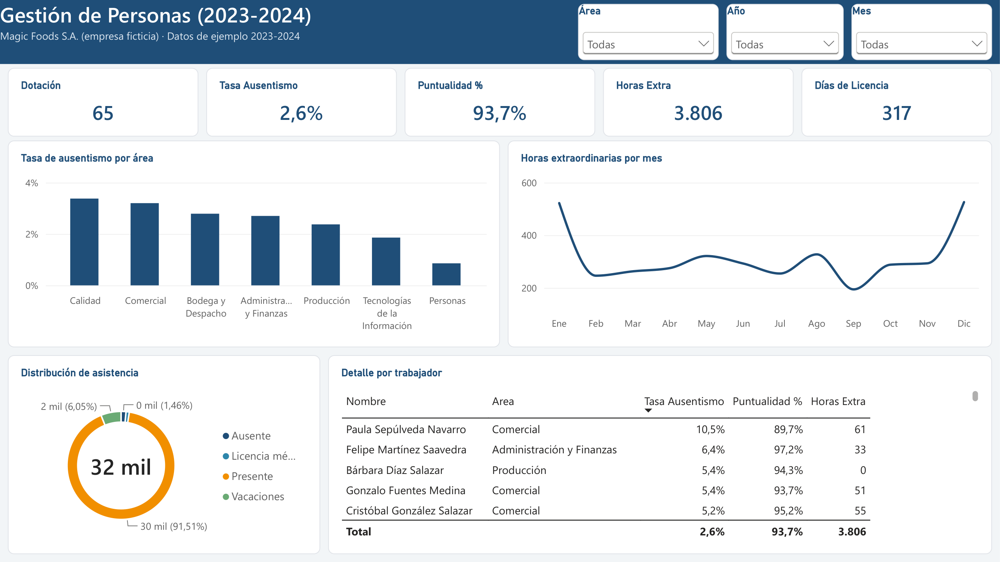 Gestión de Personas (2023-2024)
Magic Foods S.A. (empresa ficticia) · Datos de ejemplo 2023-2024
Área
Todas
Año
Todas
Mes
Todas
Dotación
65
Tasa Ausentismo
2,6%
Puntualidad %
93,7%
Horas Extra
3.806
Días de Licencia
317
Tasa de ausentismo por área
4%
2%
0%
Calidad
Comercial
Bodega y
Despacho
Administra...
y Finanzas
Producción
Tecnologías
de la
Información
Personas
Horas extraordinarias por mes
600
400
200
Ene Feb Mar Abr May Jun Jul Ago Sep Oct Nov Dic
Distribución de asistencia
2 mil (6,05%)
0 mil (1,46%)
32 mil
30 mil (91,51%)
Ausente
Licencia mé...
Presente
Vacaciones
Detalle por trabajador
Nombre Area Tasa Ausentismo Puntualidad % Horas Extra
Paula Sepúlveda Navarro Comercial 10,5% 89,7% 61
Felipe Martínez Saavedra Administración y Finanzas 6,4% 97,2% 33
Bárbara Díaz Salazar Producción 5,4% 94,3% 0
Gonzalo Fuentes Medina Comercial 5,4% 93,7% 51
Cristóbal González Salazar Comercial 5,2% 95,2% 55
Total 2,6% 93,7% 3.806